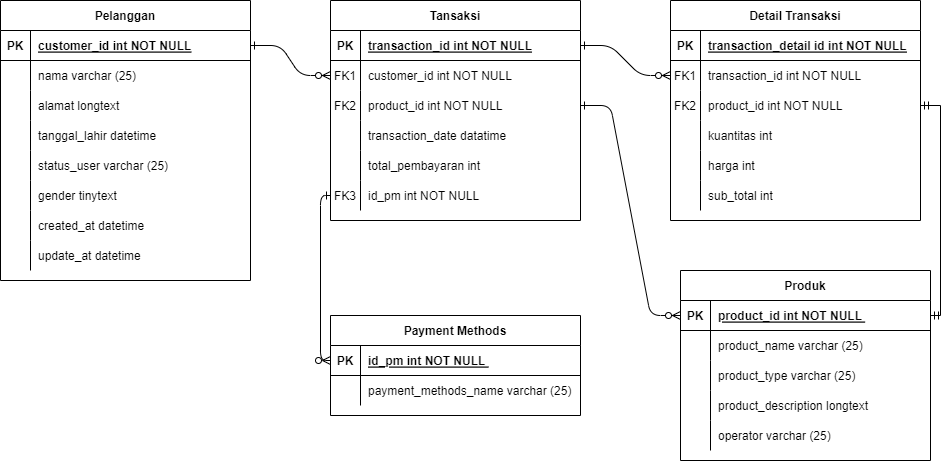 Pelanggan
PK customer_id int NOT NULL
nama varchar (25)
alamat longtext
tanggal_lahir datetime
status_user varchar (25)
gender tinytext
created_at datetime
update_at datetime
Tansaksi
PK transaction_id int NOT NULL
FK1 customer_id int NOT NULL
FK2 product_id int NOT NULL
transaction_date datatime
total_pembayaran int
FK3 id_pm int NOT NULL
Detail Transaksi
PK transaction_detail id int NOT NULL
FK1 transaction_id int NOT NULL
FK2 product_id int NOT NULL
kuantitas int
harga int
sub_total int
Payment Methods
PK id_pm int NOT NULL
payment_methods_name varchar (25)
Produk
PK product_id int NOT NULL
product_name varchar (25)
product_type varchar (25)
product_description longtext
operator varchar (25)